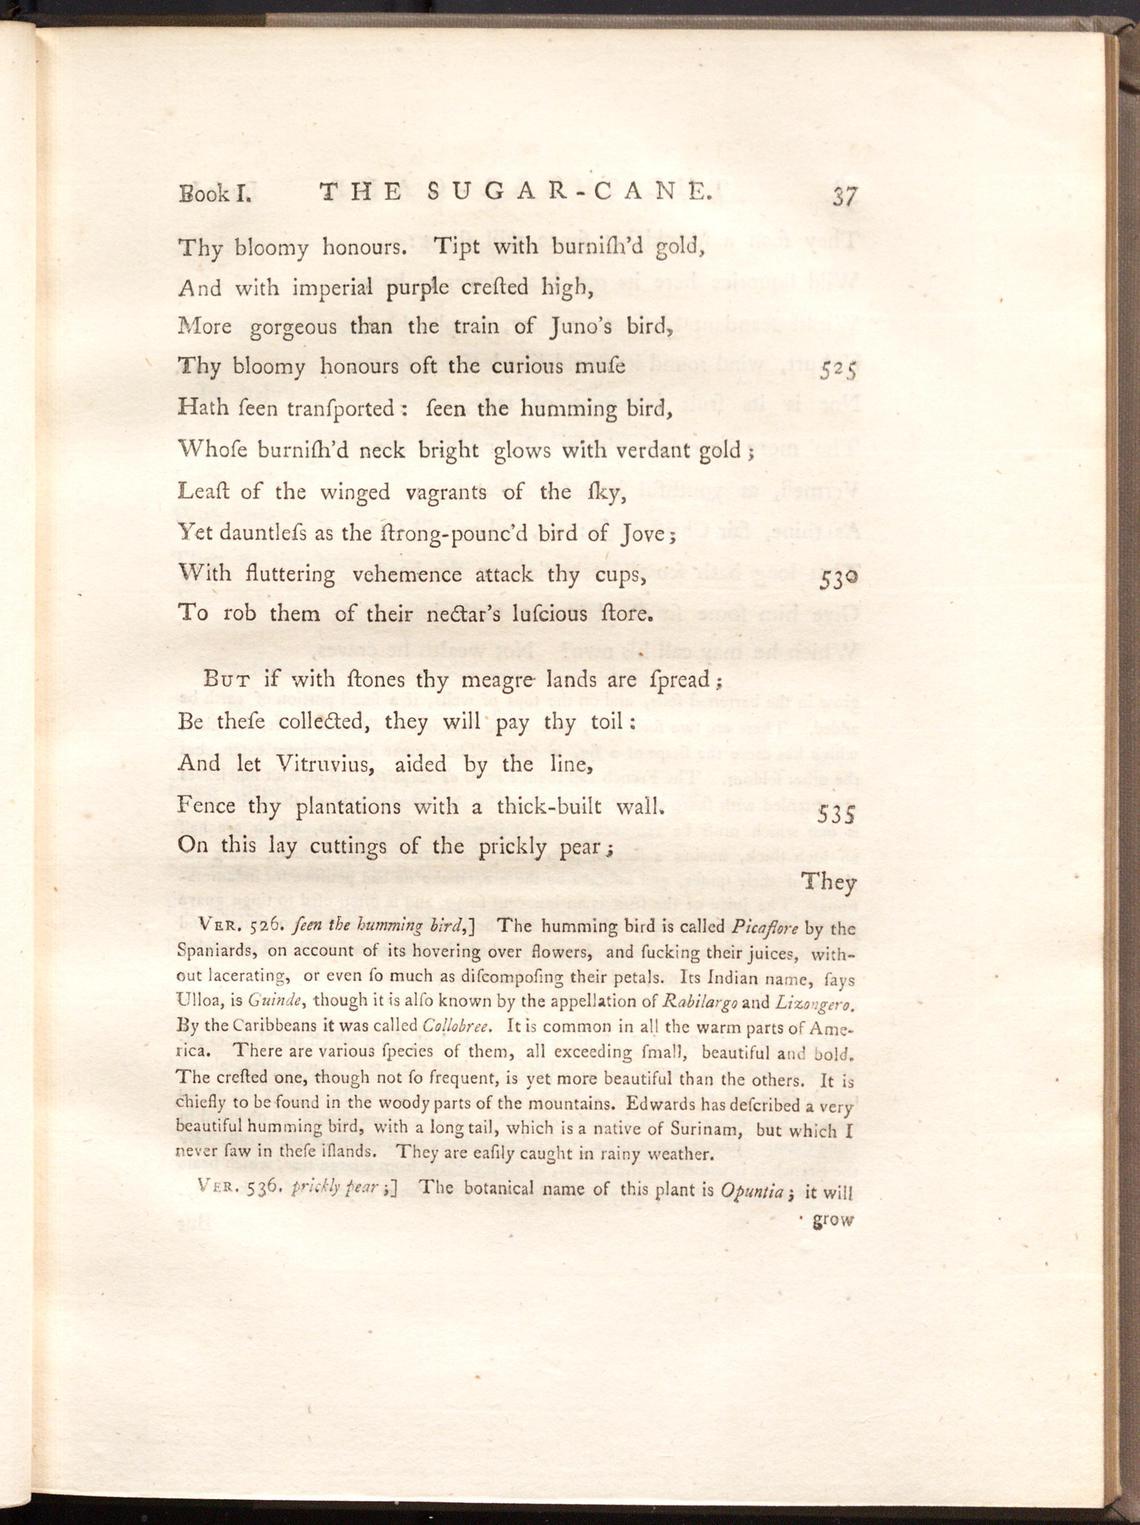 Book I. THE SUGAR-CANE. 37
Thy bloomy honours. Tipt with burniſh'd gold,
And with imperial purple creſted high,
More gorgeous than the train of Juno's bird,
Thy bloomy honours oft the curious muſe 525
Hath ſeen tranſported: ſeen the humming bird,
Whoſe burniſh'd neck bright glows with verdant gold;
Leaſt of the winged vagrants of the ſky,
Yet dauntleſs as the ſtrong-pounc'd bird of Jove;
With fluttering vehemence attack thy cups, 530
To rob them of their nectar's luſcious ſtore.
BUT if with ſtones thy meagre lands are ſpread;
Be theſe collected, they will pay thy toil:
And let Vitruvius, aided by the line,
Fence thy plantations with a thick-built wall. 535
On this lay cuttings of the prickly pear;
They
VER. 526. ſeen the humming bird,] The humming bird is called Picaflore by the
Spaniards, on account of its hovering over flowers, and ſucking their juices, with-
out lacerating, or even ſo much as diſcompoſing their petals. Its Indian name, ſays
Ulloa, is Guinde, though it is alſo known by the appellation of Rabilargo and Lizongero.
By the Caribbeans it was called Collobree. It is common in all the warm parts of Ame-
rica. There are various ſpecies of them, all exceeding ſmall, beautiful and bold.
The creſted one, though not ſo frequent, is yet more beautiful than the others. It is
chiefly to be found in the woody parts of the mountains. Edwards has deſcribed a very
beautiful humming bird, with a long tail, which is a native of Surinam, but which I
never ſaw in theſe iſlands. They are eaſily caught in rainy weather.
VER. 536. prickly pear;] The botanical name of this plant is Opuntia; it will
grow